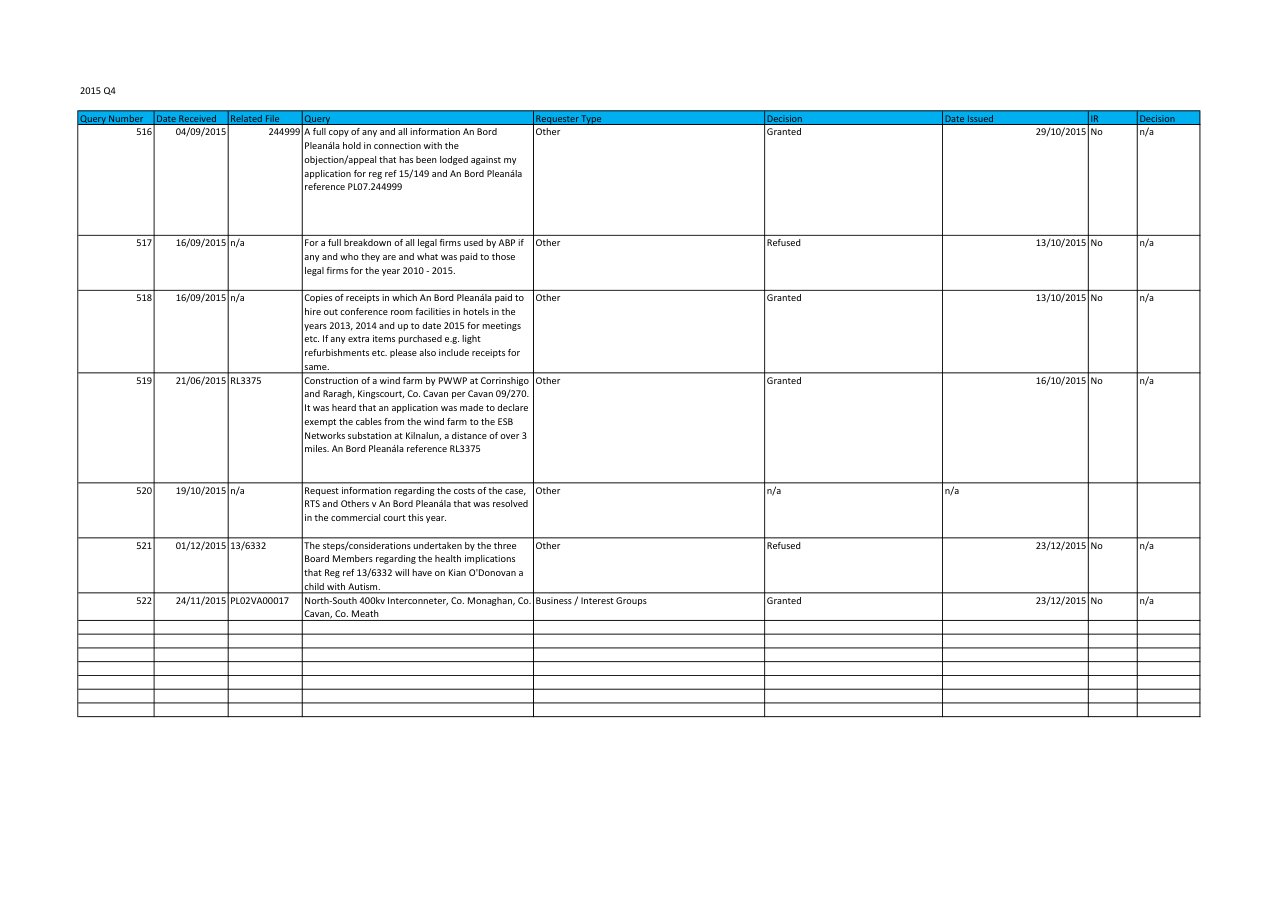 2015 Q4
Query Number Date Received Related File Query Requester Type Decision Date Issued IR Decision
516 04/09/2015 244999 A full copy of any and all information An Bord Other Granted 29/10/2015 No n/a
Pleanála hold in connection with the
objection/appeal that has been lodged against my
application for reg ref 15/149 and An Bord Pleanála
reference PL07.244999
517 16/09/2015 n/a For a full breakdown of all legal firms used by ABP if Other Refused 13/10/2015 No n/a
any and who they are and what was paid to those
legal firms for the year 2010 - 2015.
518 16/09/2015 n/a Copies of receipts in which An Bord Pleanála paid to Other Granted 13/10/2015 No n/a
hire out conference room facilities in hotels in the
years 2013, 2014 and up to date 2015 for meetings
etc. If any extra items purchased e.g. light
refurbishments etc. please also include receipts for
same.
519 21/06/2015 RL3375 Construction of a wind farm by PWWP at Corrinshigo Other Granted 16/10/2015 No n/a
and Raragh, Kingscourt, Co. Cavan per Cavan 09/270.
It was heard that an application was made to declare
exempt the cables from the wind farm to the ESB
Networks substation at Kilnalun, a distance of over 3
miles. An Bord Pleanála reference RL3375
520 19/10/2015 n/a Request information regarding the costs of the case, Other n/a n/a
RTS and Others v An Bord Pleanála that was resolved
in the commercial court this year.
521 01/12/2015 13/6332 The steps/considerations undertaken by the three Other Refused 23/12/2015 No n/a
Board Members regarding the health implications
that Reg ref 13/6332 will have on Kian O'Donovan a
child with Autism.
522 24/11/2015 PL02VA00017 North-South 400kv Interconneter, Co. Monaghan, Co. Business / Interest Groups Granted 23/12/2015 No n/a
Cavan, Co. Meath